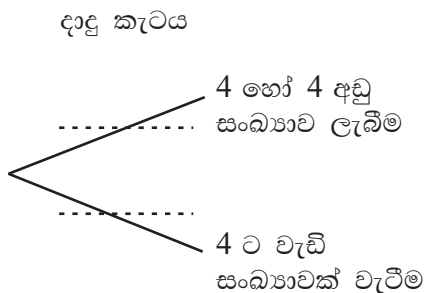 දාදු කැටය
4 හෝ 4 අඩු
සංඛ්‍යාව ලැබීම
4 ට වැඩි
සංඛ්‍යාවක් වැටීම